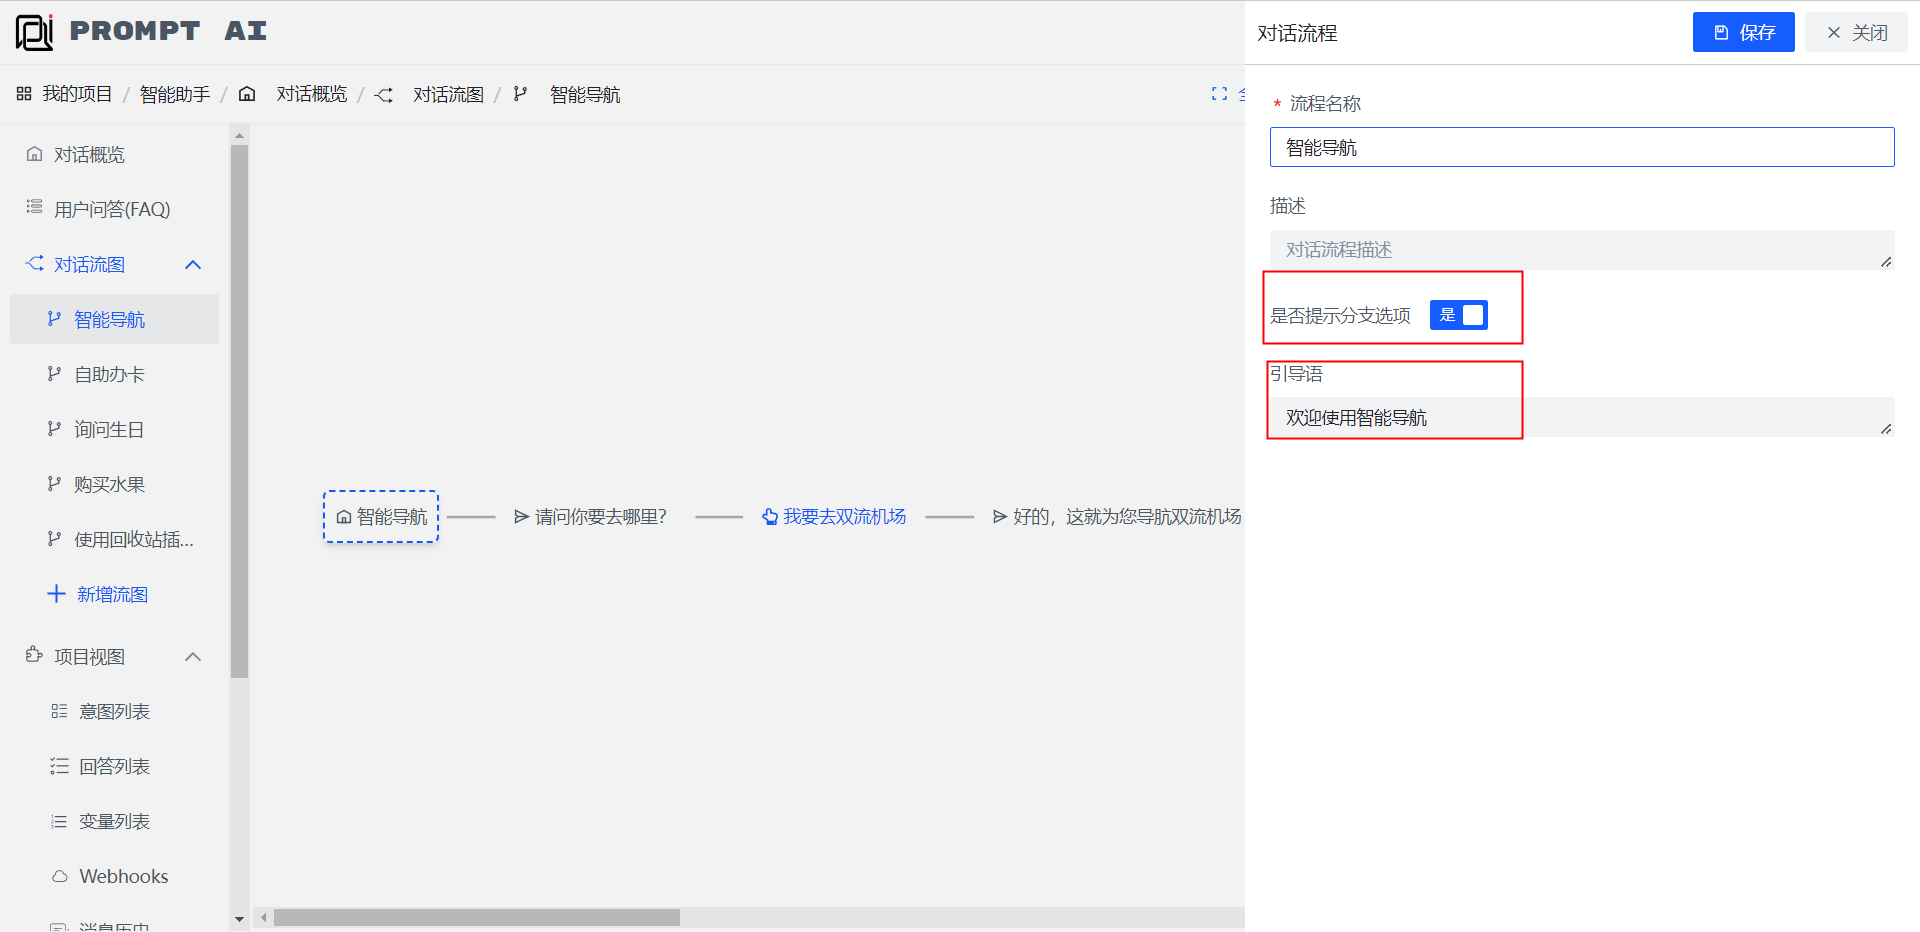 PROMPT AI
我的项目 / 智能助手 / 对话概览 / 对话流图 / 智能导航
对话概览
用户问答(FAQ)
对话流图
智能导航
自助办卡
询问生日
购买水果
使用回收站插...
新增流图
项目视图
意图列表
回答列表
变量列表
Webhooks
消息历史
智能导航
请问你要去哪里?
我要去双流机场
好的，这就为您导航双流机场
对话流程
保存
关闭
* 流程名称
智能导航
描述
对话流程描述
是否提示分支选项 是
引导语
欢迎使用智能导航